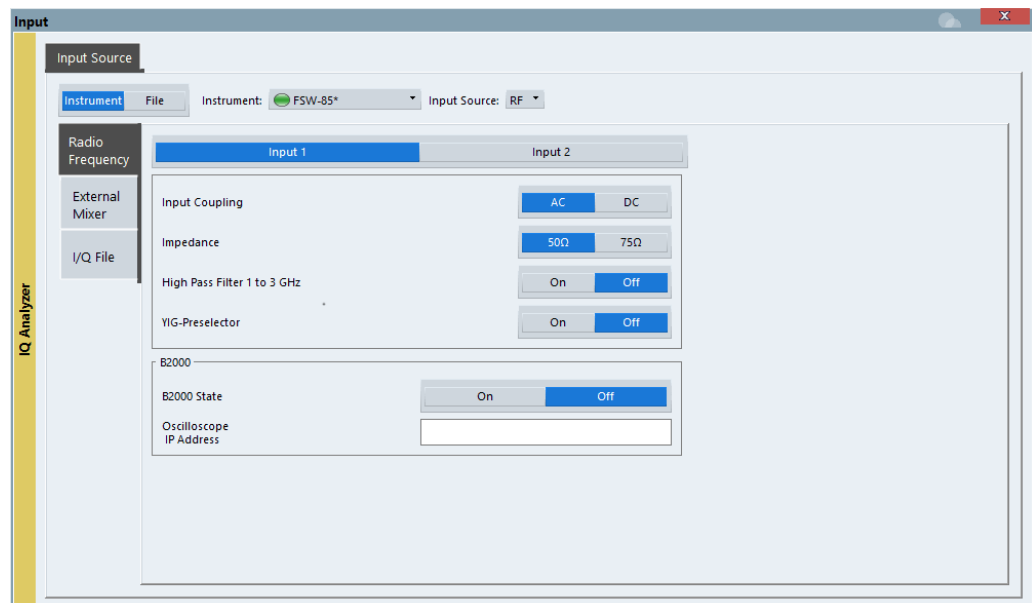 Input
Input Source
Instrument File Instrument: FSW-85* Input Source: RF
Radio
Frequency
External
Mixer
I/Q File
IQ Analyzer
Input 1 Input 2
Input Coupling AC DC
Impedance 50Ω 75Ω
High Pass Filter 1 to 3 GHz On Off
YIG-Preselector On Off
B2000
B2000 State On Off
Oscilloscope
IP Address